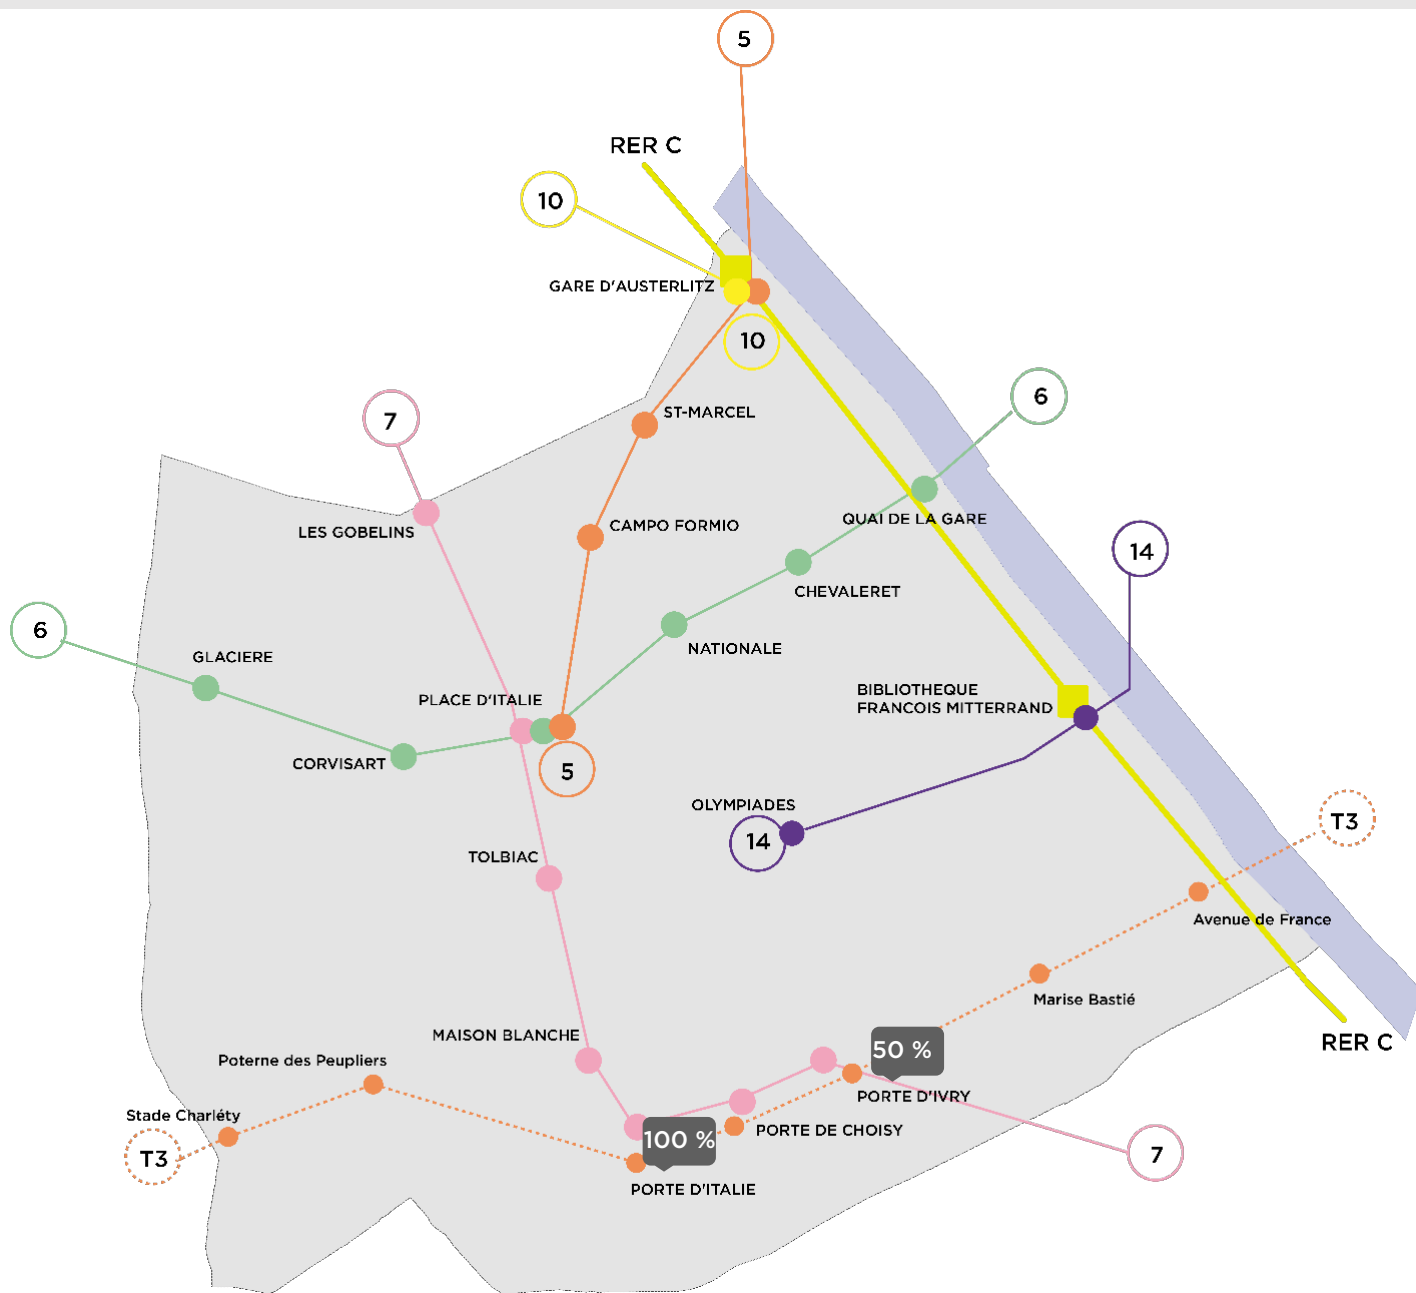 5
RER C
10
GARE D'AUSTERLITZ
10
6
7
ST-MARCEL
LES GOBELINS
CAMPO FORMIO
QUAI DE LA GARE
14
CHEVALERET
6
GLACIERE
NATIONALE
PLACE D'ITALIE
BIBLIOTHEQUE
FRANCOIS MITTERRAND
CORVISART
5
OLYMPIADES
14
T3
TOLBIAC
Avenue de France
Marise Bastié
MAISON BLANCHE
50 %
RER C
Poterne des Peupliers
PORTE D'IVRY
Stade Charléty
PORTE DE CHOISY
100 %
T3
7
PORTE D'ITALIE